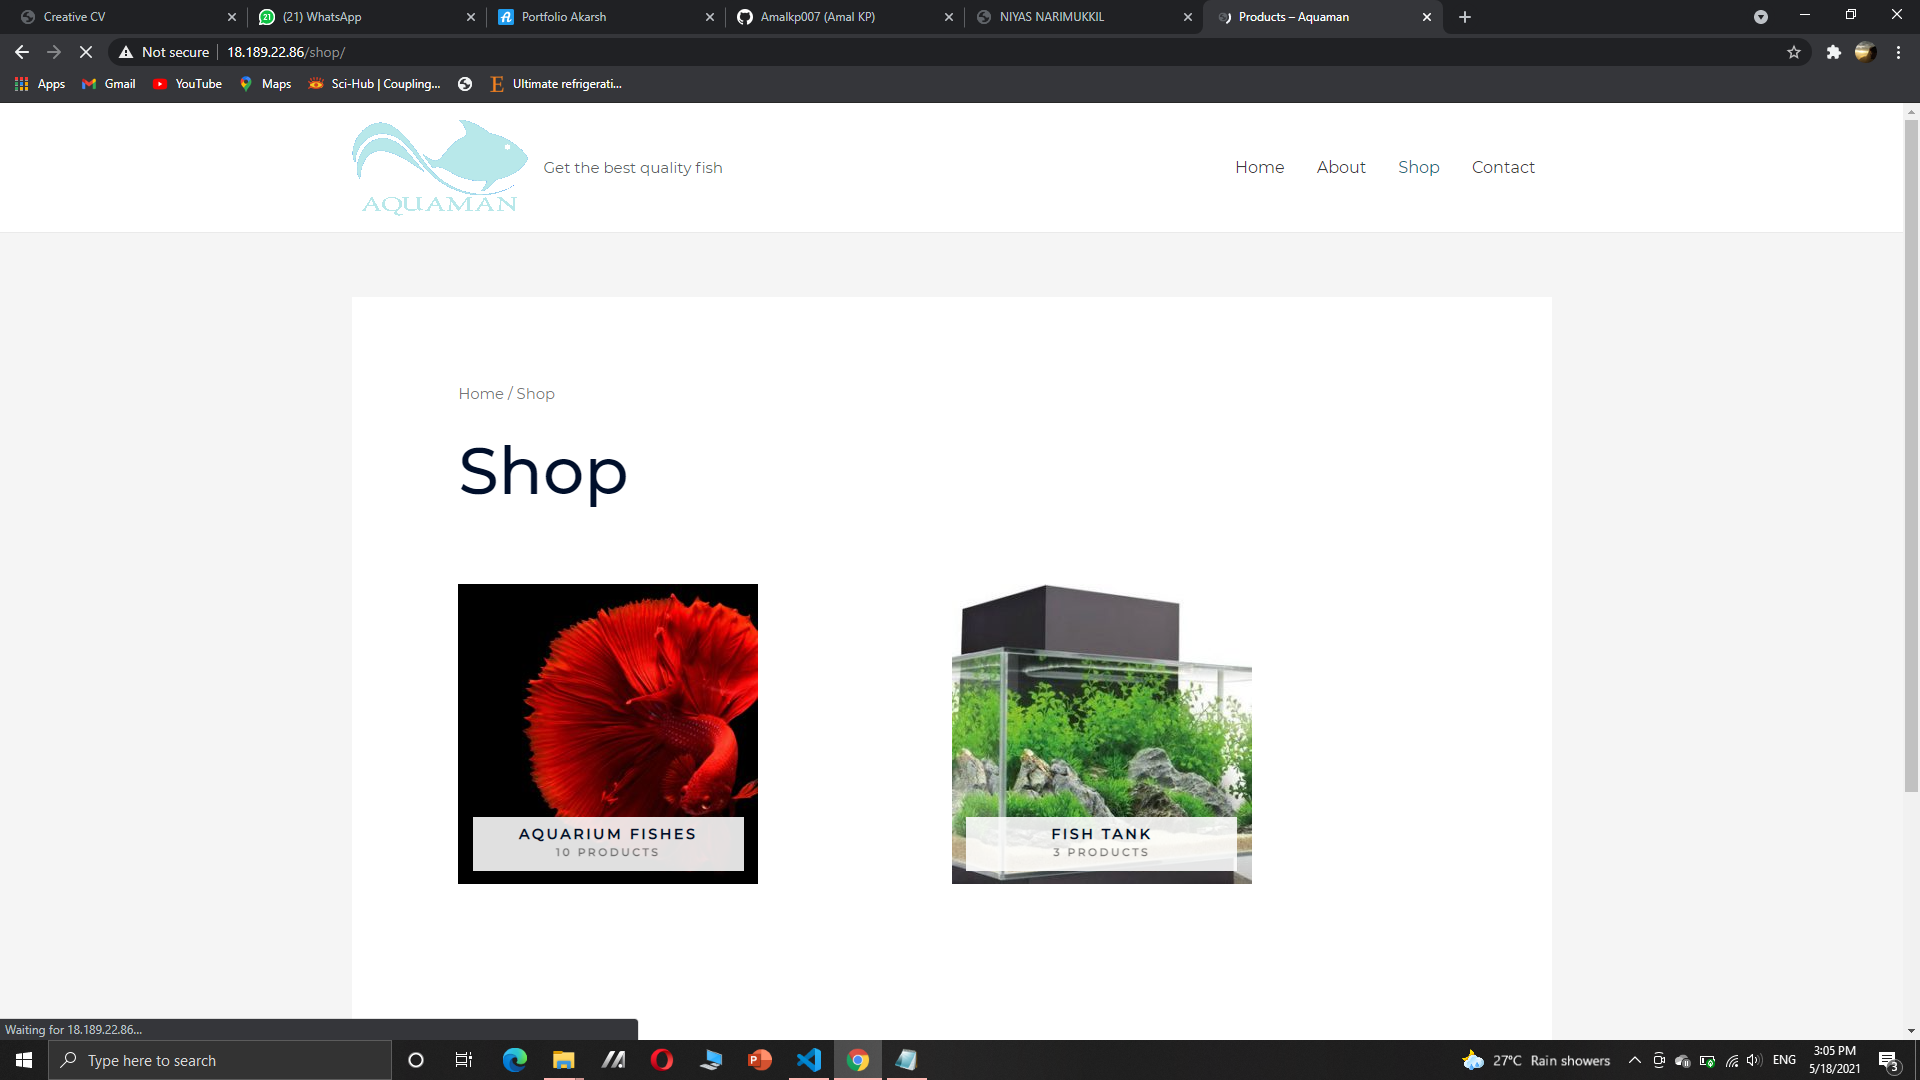 Creative CV
(21) WhatsApp
Portfolio Akarsh
Amalkp007 (Amal KP)
NIYAS NARIMUKKIL
Products – Aquaman
Not secure
18.189.22.86/shop/
Apps
Gmail
YouTube
Maps
Sci-Hub | Coupling...
Ultimate refrigerati...
AQUAMAN
Get the best quality fish
Home
About
Shop
Contact
Home / Shop
Shop
AQUARIUM FISHES
10 PRODUCTS
FISH TANK
3 PRODUCTS
Waiting for 18.189.22.86...
Type here to search
27°C Rain showers
ENG
3:05 PM
5/18/2021
3